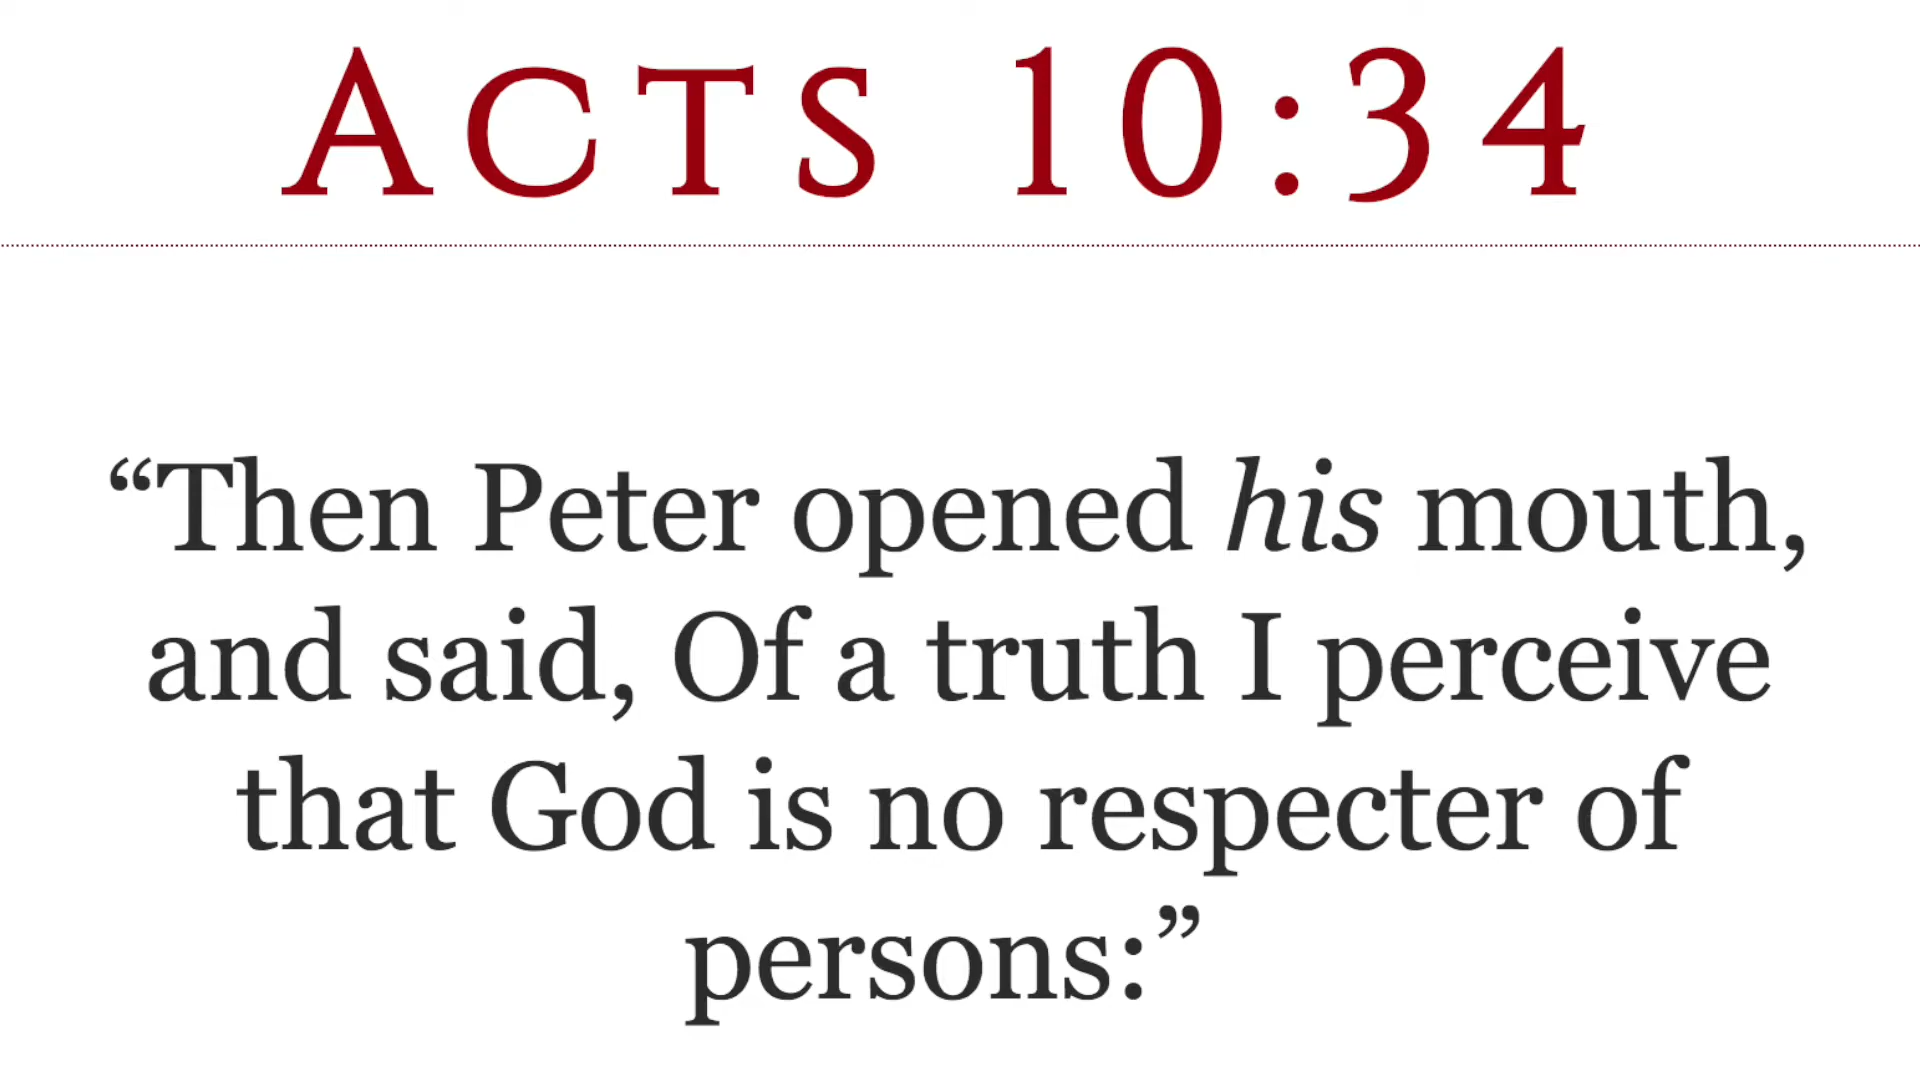 Acts 10:34
“Then Peter opened his mouth,
and said, Of a truth I perceive
that God is no respecter of
persons:”